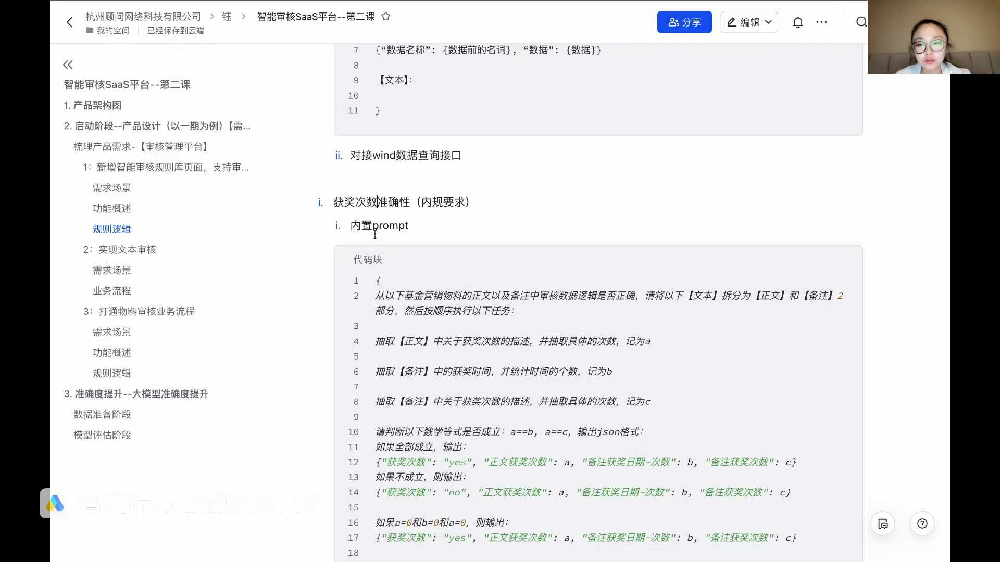 杭州顾问网络科技有限公司 > 钰 > 智能审核SaaS平台--第二课
我的空间 | 已经保存到云端
分享
编辑
智能审核SaaS平台--第二课
1. 产品架构图
2. 启动阶段--产品设计（以一期为例）【需...
梳理产品需求-【审核管理平台】
1：新增智能审核规则库页面，支持审...
需求场景
功能概述
规则逻辑
2：实现文本审核
需求场景
业务流程
3：打通物料审核业务流程
需求场景
功能概述
规则逻辑
3. 准确度提升--大模型准确度提升
数据准备阶段
模型评估阶段
7 {“数据名称”: {数据前的名词}, “数据”: {数据}}
8
9 【文本】:
10
11 }
ii. 对接wind数据查询接口
i. 获奖次数准确性（内规要求）
i. 内置prompt
代码块
1 {
2 从以下基金营销物料的正文以及备注中审核数据逻辑是否正确，请将以下【文本】拆分为【正文】和【备注】2
部分，然后按顺序执行以下任务：
3
4 抽取【正文】中关于获奖次数的描述，并抽取具体的次数，记为a
5
6 抽取【备注】中的获奖时间，并统计时间的个数，记为b
7
8 抽取【备注】中关于获奖次数的描述，并抽取具体的次数，记为c
9
10 请判断以下数学等式是否成立：a==b, a==c，输出json格式：
11 如果全部成立，输出：
12 {"获奖次数": "yes", "正文获奖次数": a, "备注获奖日期-次数": b, "备注获奖次数": c}
13 如果不成立，则输出：
14 {"获奖次数": "no", "正文获奖次数": a, "备注获奖日期-次数": b, "备注获奖次数": c}
15
16 如果a=0和b=0和a=0，则输出：
17 {"获奖次数": "yes", "正文获奖次数": a, "备注获奖日期-次数": b, "备注获奖次数": c}
18